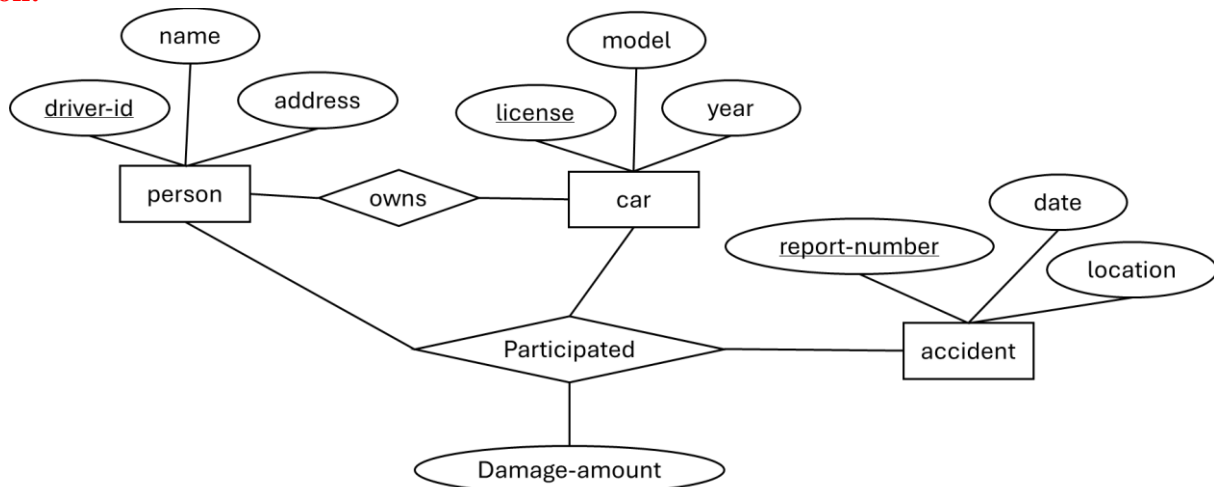 name
model
driver-id
address
license
year
person
owns
car
date
report-number
location
Participated
accident
Damage-amount